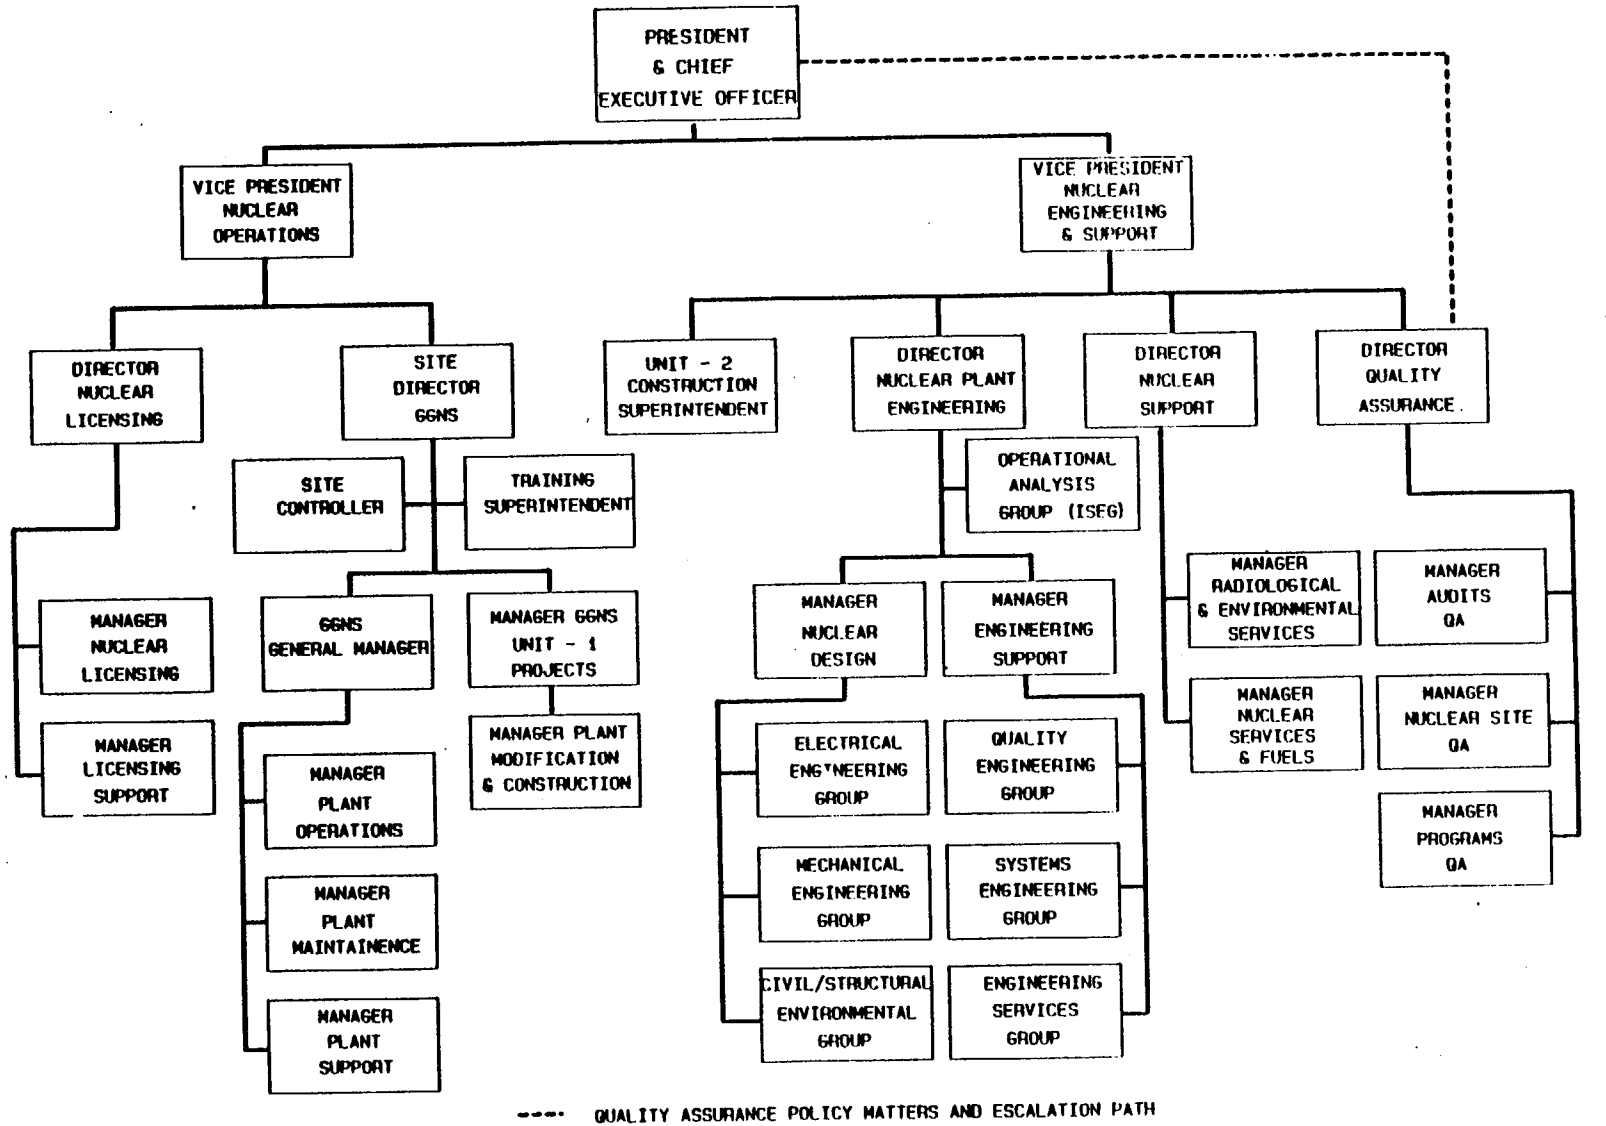 PRESIDENT
& CHIEF
EXECUTIVE OFFICER
VICE PRESIDENT
NUCLEAR
OPERATIONS
VICE PRESIDENT
NUCLEAR
ENGINEERING
& SUPPORT
DIRECTOR
NUCLEAR
LICENSING
SITE
DIRECTOR
GGNS
UNIT - 2
CONSTRUCTION
SUPERINTENDENT
DIRECTOR
NUCLEAR PLANT
ENGINEERING
DIRECTOR
NUCLEAR
SUPPORT
DIRECTOR
QUALITY
ASSURANCE
SITE
CONTROLLER
TRAINING
SUPERINTENDENT
OPERATIONAL
ANALYSIS
GROUP (ISEG)
MANAGER
NUCLEAR
LICENSING
MANAGER
LICENSING
SUPPORT
GGNS
GENERAL MANAGER
MANAGER GGNS
UNIT - 1
PROJECTS
MANAGER PLANT
MODIFICATION
& CONSTRUCTION
MANAGER
PLANT
OPERATIONS
MANAGER
PLANT
MAINTAINENCE
MANAGER
PLANT
SUPPORT
MANAGER
NUCLEAR
DESIGN
MANAGER
ENGINEERING
SUPPORT
ELECTRICAL
ENGINEERING
GROUP
MECHANICAL
ENGINEERING
GROUP
CIVIL/STRUCTURAL
ENVIRONMENTAL
GROUP
QUALITY
ENGINEERING
GROUP
SYSTEMS
ENGINEERING
GROUP
ENGINEERING
SERVICES
GROUP
MANAGER
RADIOLOGICAL
& ENVIRONMENTAL
SERVICES
MANAGER
NUCLEAR
SERVICES
& FUELS
MANAGER
AUDITS
QA
MANAGER
NUCLEAR SITE
QA
MANAGER
PROGRAMS
QA
---- QUALITY ASSURANCE POLICY MATTERS AND ESCALATION PATH